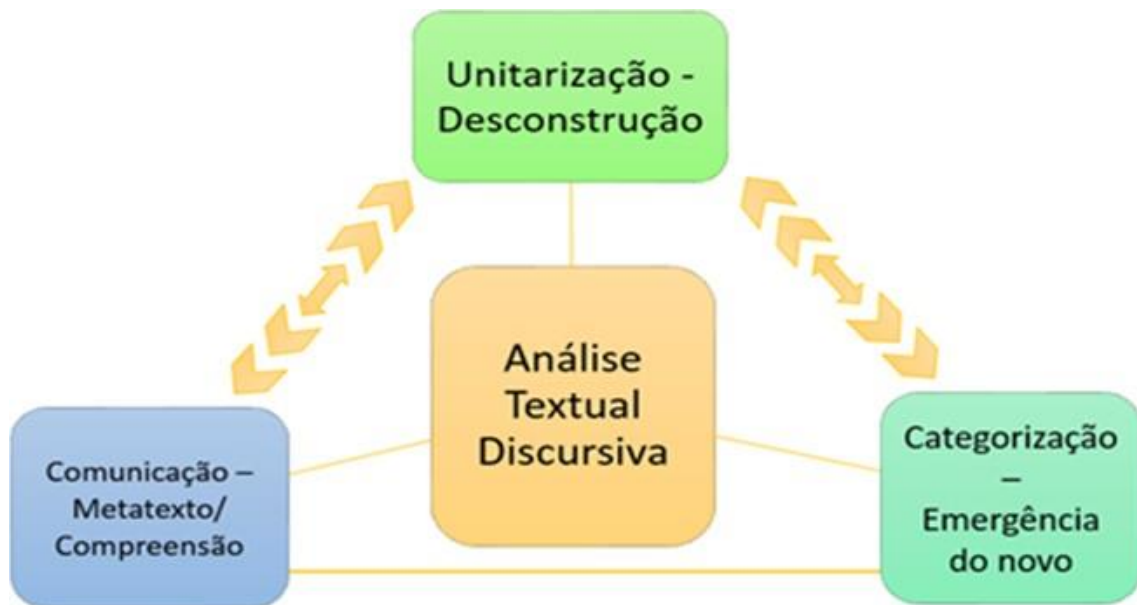 Unitarização -
Desconstrução
Análise
Textual
Discursiva
Comunicação –
Metatexto/
Compreensão
Categorização
–
Emergência
do novo